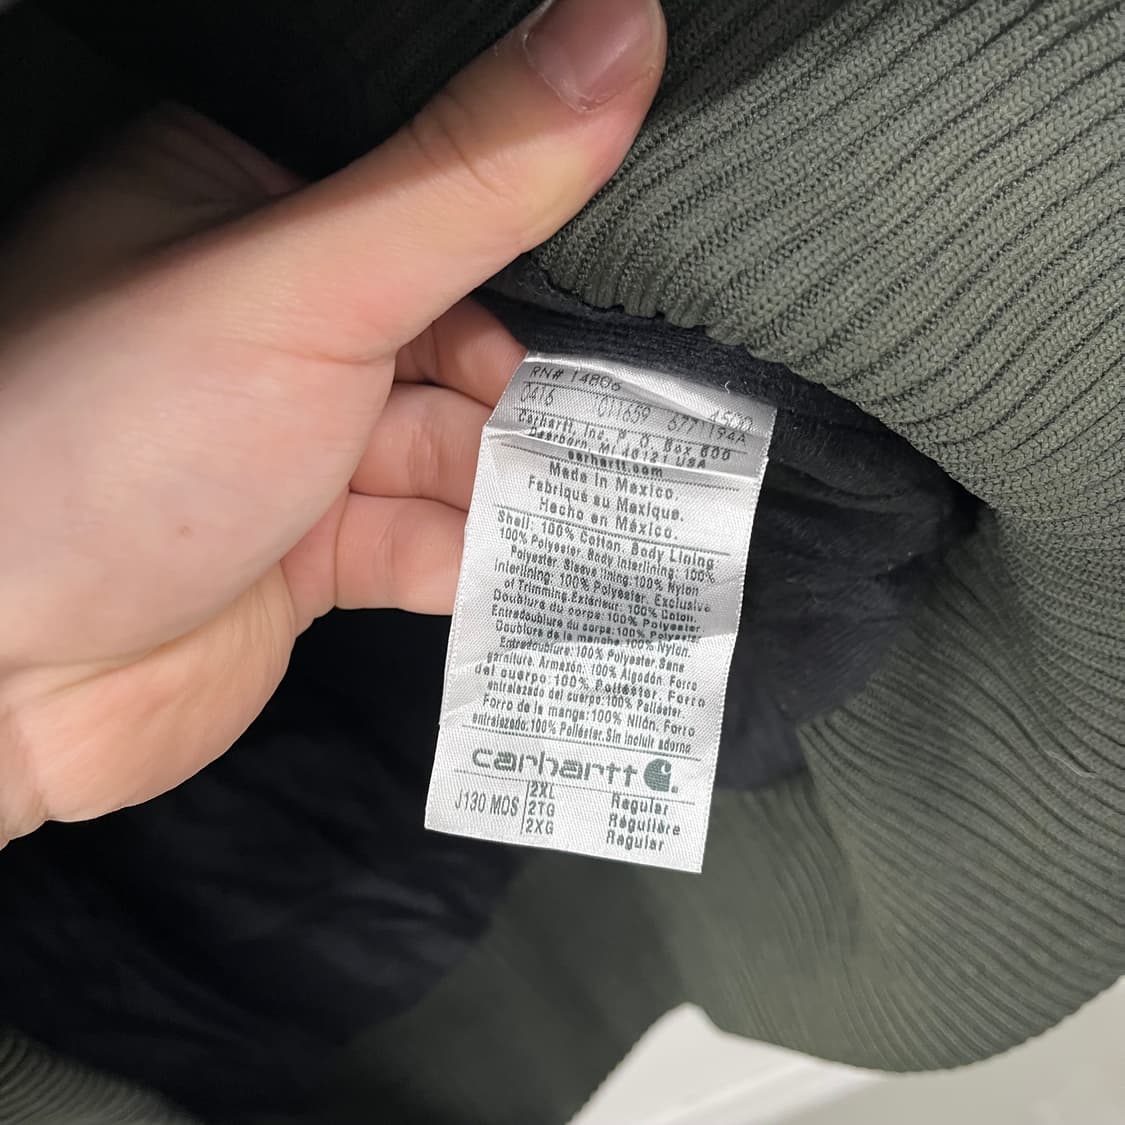 RN# 14806
0416 011659 6771194A 4500
Carhartt, Inc. P. O. Box 600
Dearborn, MI 48121 USA
carhartt.com
Made in Mexico.
Fabriqué au Mexique.
Hecho en México.
Shell: 100% Cotton. Body Lining
100% Polyester. Body Interlining: 100%
Polyester Sleeve lining:100% Nylon
Interlining: 100% Polyester. Exclusive
of Trimming.Extérieur: 100% Coton.
Doublure du corps:100% Polyester.
Entredoublure du corps:100% Polyester
Doublure de la manche:100% Nylon.
Entredoublure:100% Polyester.Sans
garniture. Armazón: 100% Algodón. Forro
del cuerpo:100% Poliéster. Forro
entrelazado del cuerpo:100% Poliéster
Forro de la manga:100% Nilón. Forro
entrelazado:100% Poliéster.Sin incluir adorno
carhartt
J130 MOS 2XL Regular
2TG Régulière
2XG Regular